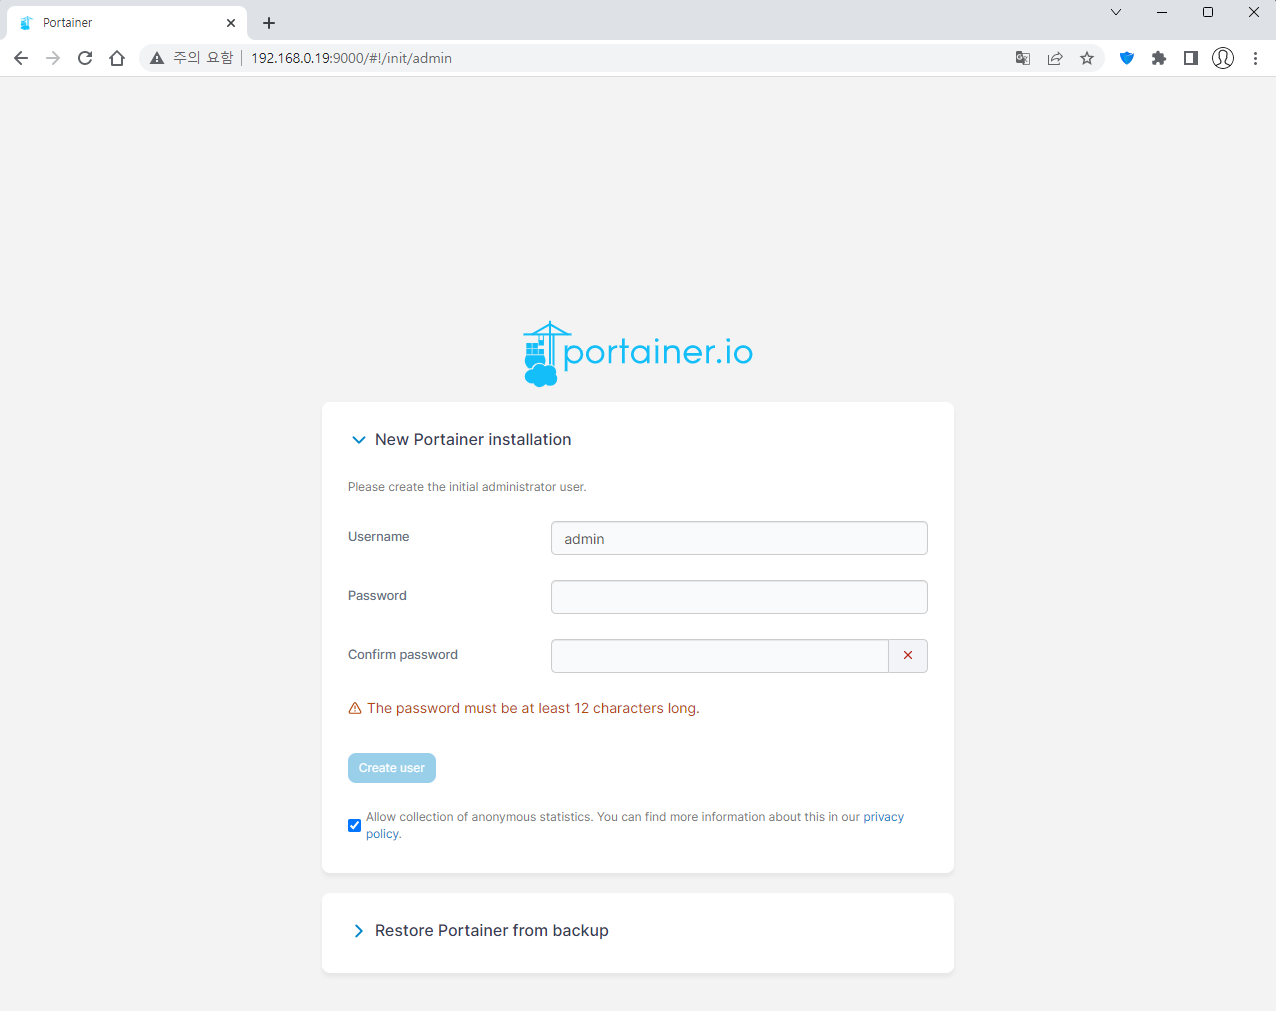 Portainer
주의 요함
192.168.0.19:9000/#!/init/admin
portainer.io
New Portainer installation
Please create the initial administrator user.
Username
admin
Password
Confirm password
The password must be at least 12 characters long.
Create user
Allow collection of anonymous statistics. You can find more information about this in our privacy
policy.
Restore Portainer from backup